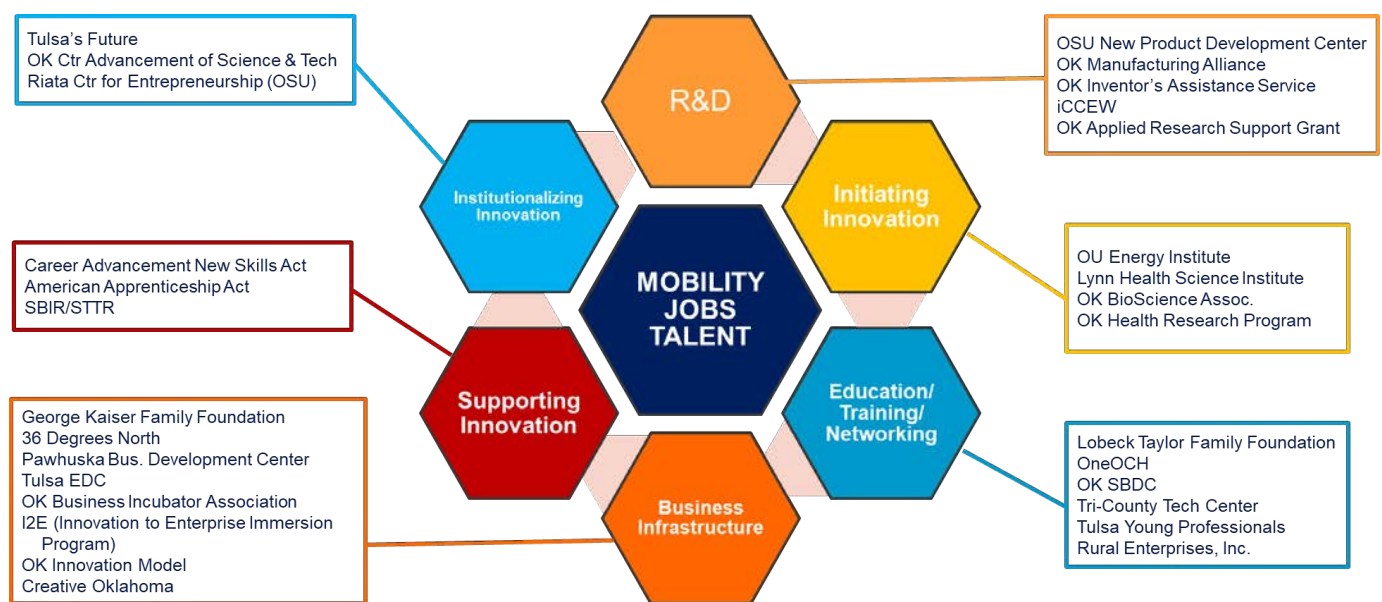 Tulsa's Future
OK Ctr Advancement of Science & Tech
Riata Ctr for Entrepreneurship (OSU)
R&D
OSU New Product Development Center
OK Manufacturing Alliance
OK Inventor's Assistance Service
iCCEW
OK Applied Research Support Grant
Institutionalizing
Innovation
Initiating
Innovation
MOBILITY
JOBS
TALENT
Career Advancement New Skills Act
American Apprenticeship Act
SBIR/STTR
OU Energy Institute
Lynn Health Science Institute
OK BioScience Assoc.
OK Health Research Program
Supporting
Innovation
Education/
Training/
Networking
George Kaiser Family Foundation
36 Degrees North
Pawhuska Bus. Development Center
Tulsa EDC
OK Business Incubator Association
I2E (Innovation to Enterprise Immersion
Program)
OK Innovation Model
Creative Oklahoma
Business
Infrastructure
Lobeck Taylor Family Foundation
OneOCH
OK SBDC
Tri-County Tech Center
Tulsa Young Professionals
Rural Enterprises, Inc.